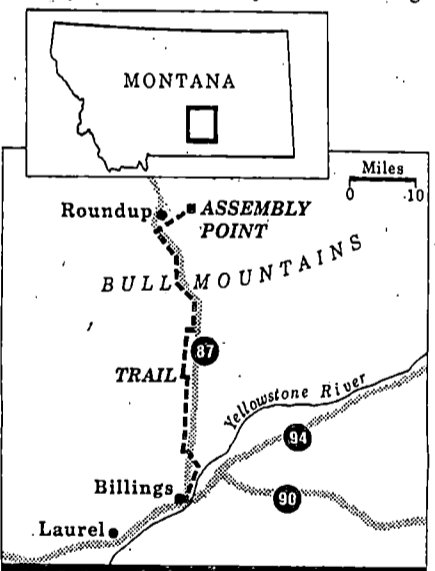 MONTANA
Miles
0 10
Roundup
ASSEMBLY
POINT
BULL MOUNTAINS
87
TRAIL
Yellowstone River
94
Billings
90
Laurel